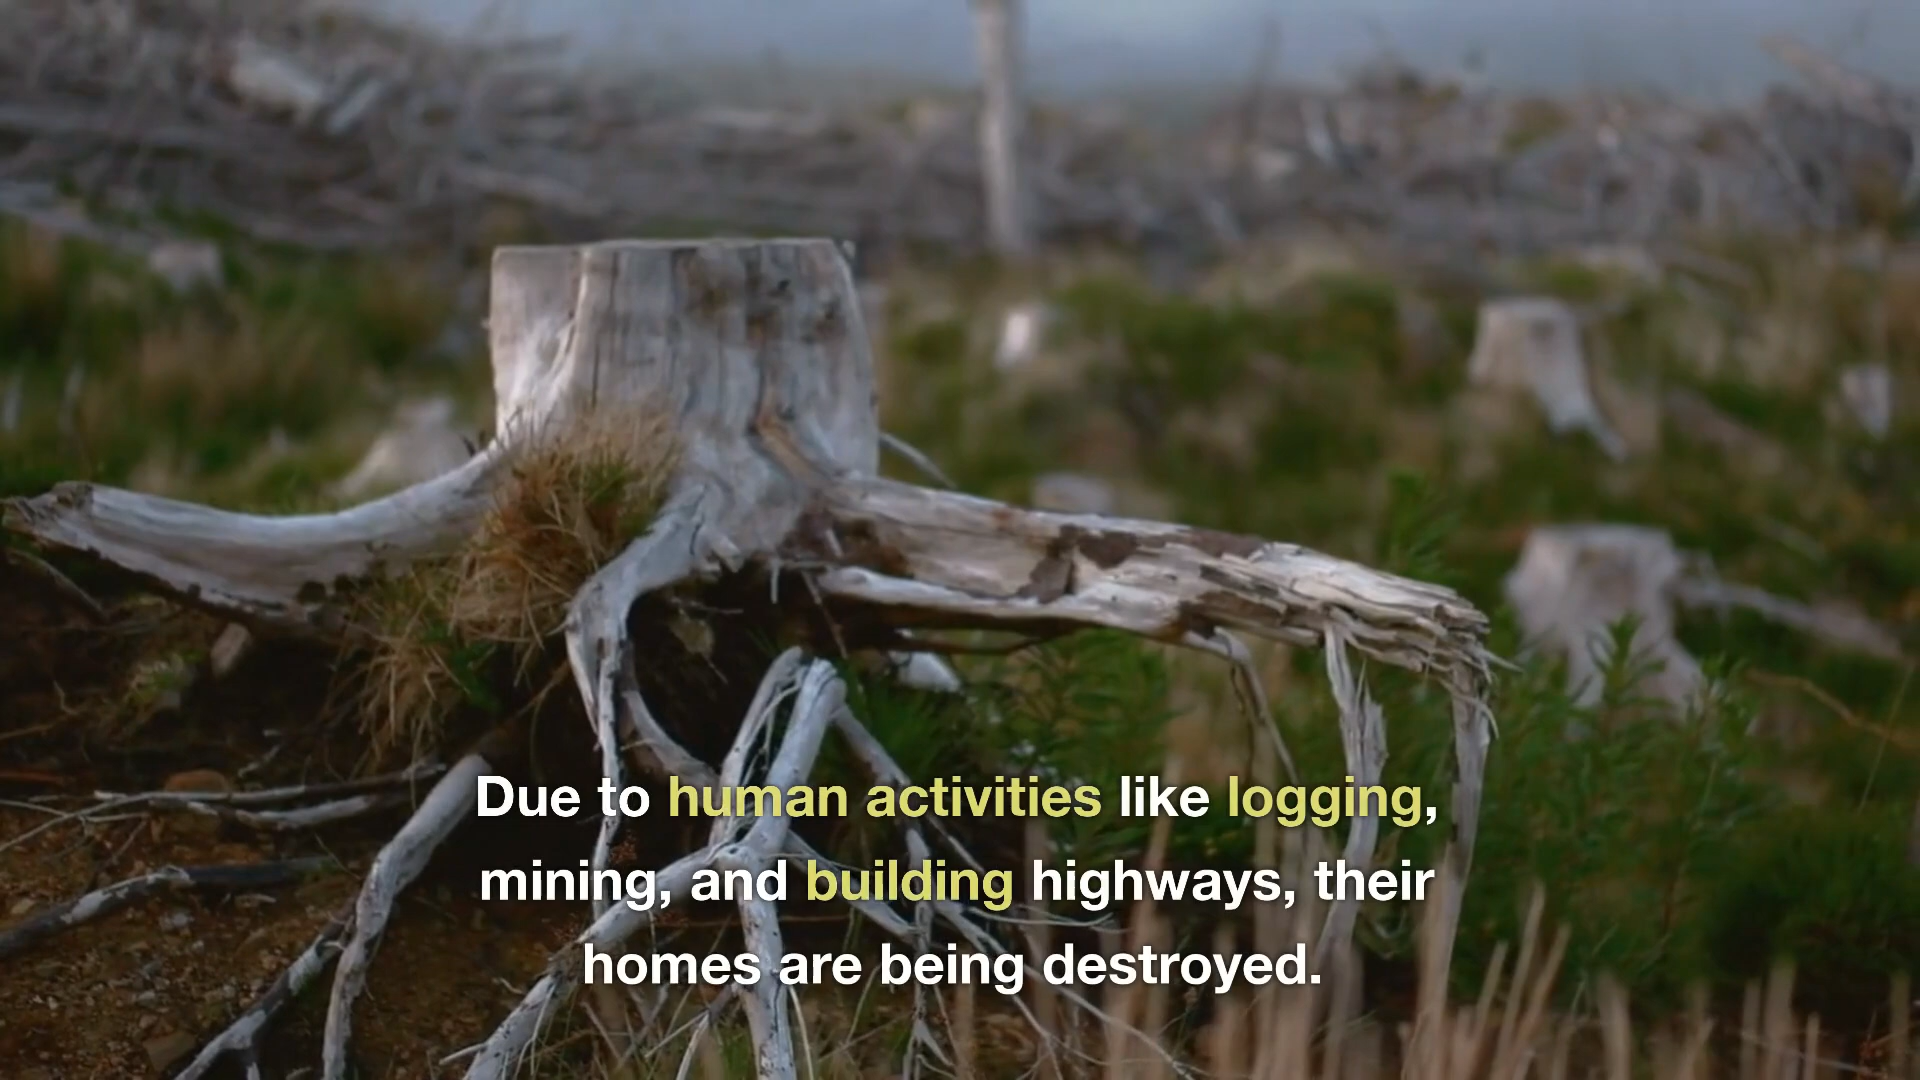 Due to human activities like logging,
mining, and building highways, their
homes are being destroyed.